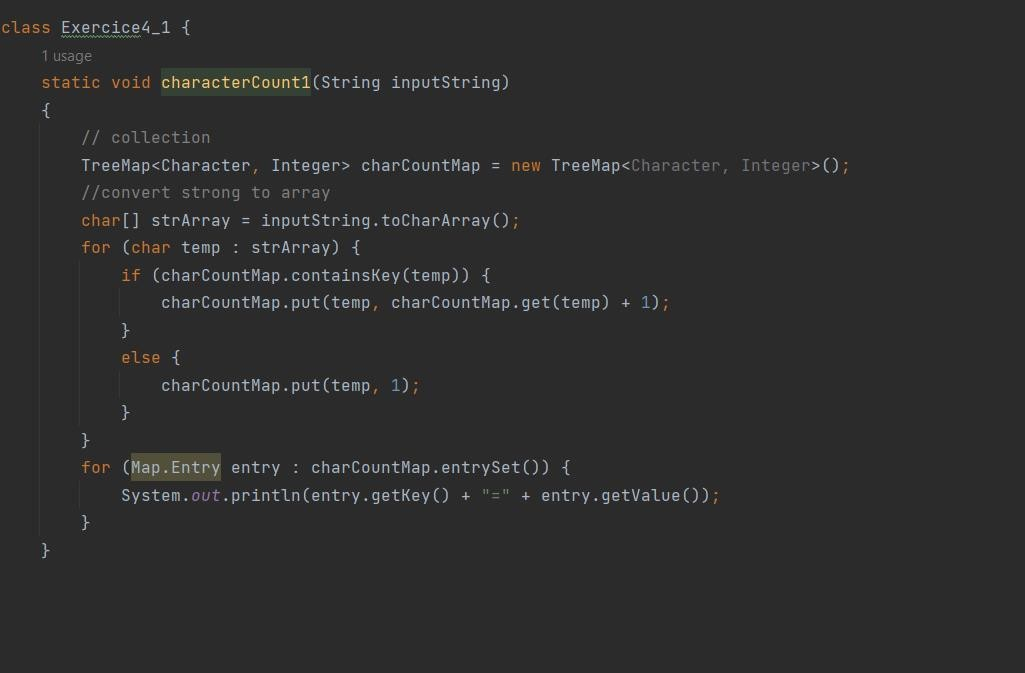 class Exercice4_1 {
1 usage
static void characterCount1(String inputString)
{
// collection
TreeMap<Character, Integer> charCountMap = new TreeMap<Character, Integer>();
//convert strong to array
char[] strArray = inputString.toCharArray();
for (char temp : strArray) {
if (charCountMap.containsKey(temp)) {
charCountMap.put(temp, charCountMap.get(temp) + 1);
}
else {
charCountMap.put(temp, 1);
}
}
for (Map.Entry entry : charCountMap.entrySet()) {
System.out.println(entry.getKey() + "=" + entry.getValue());
}
}